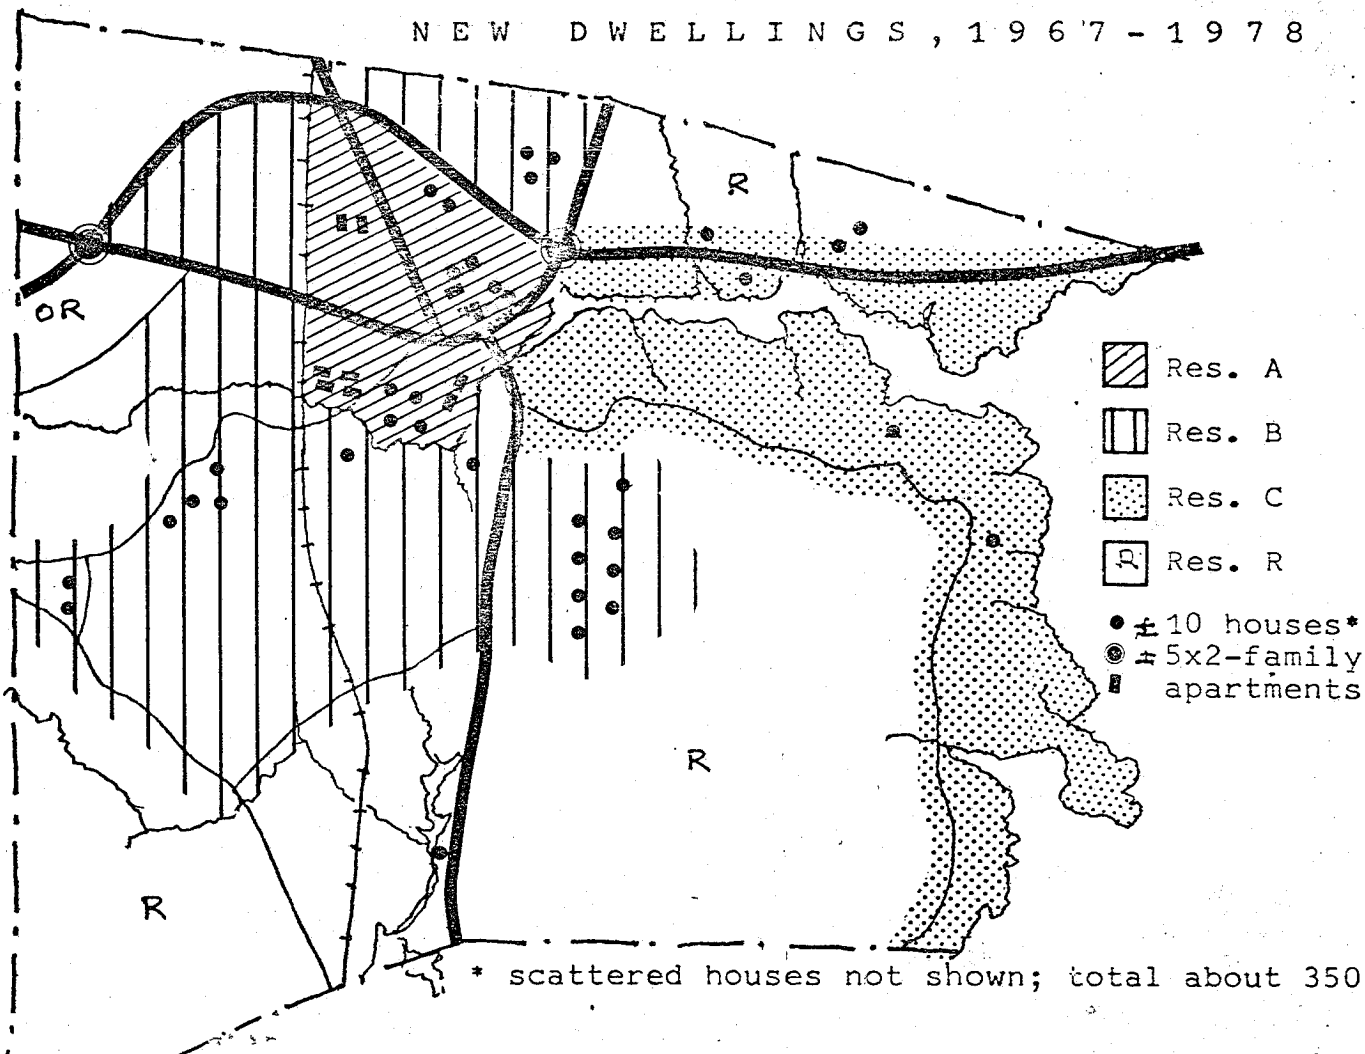 NEW DWELLINGS, 1967-1978
R
OR
Res. A
Res. B
Res. C
R Res. R
± 10 houses*
± 5x2-family
apartments
R
R
* scattered houses not shown; total about 350